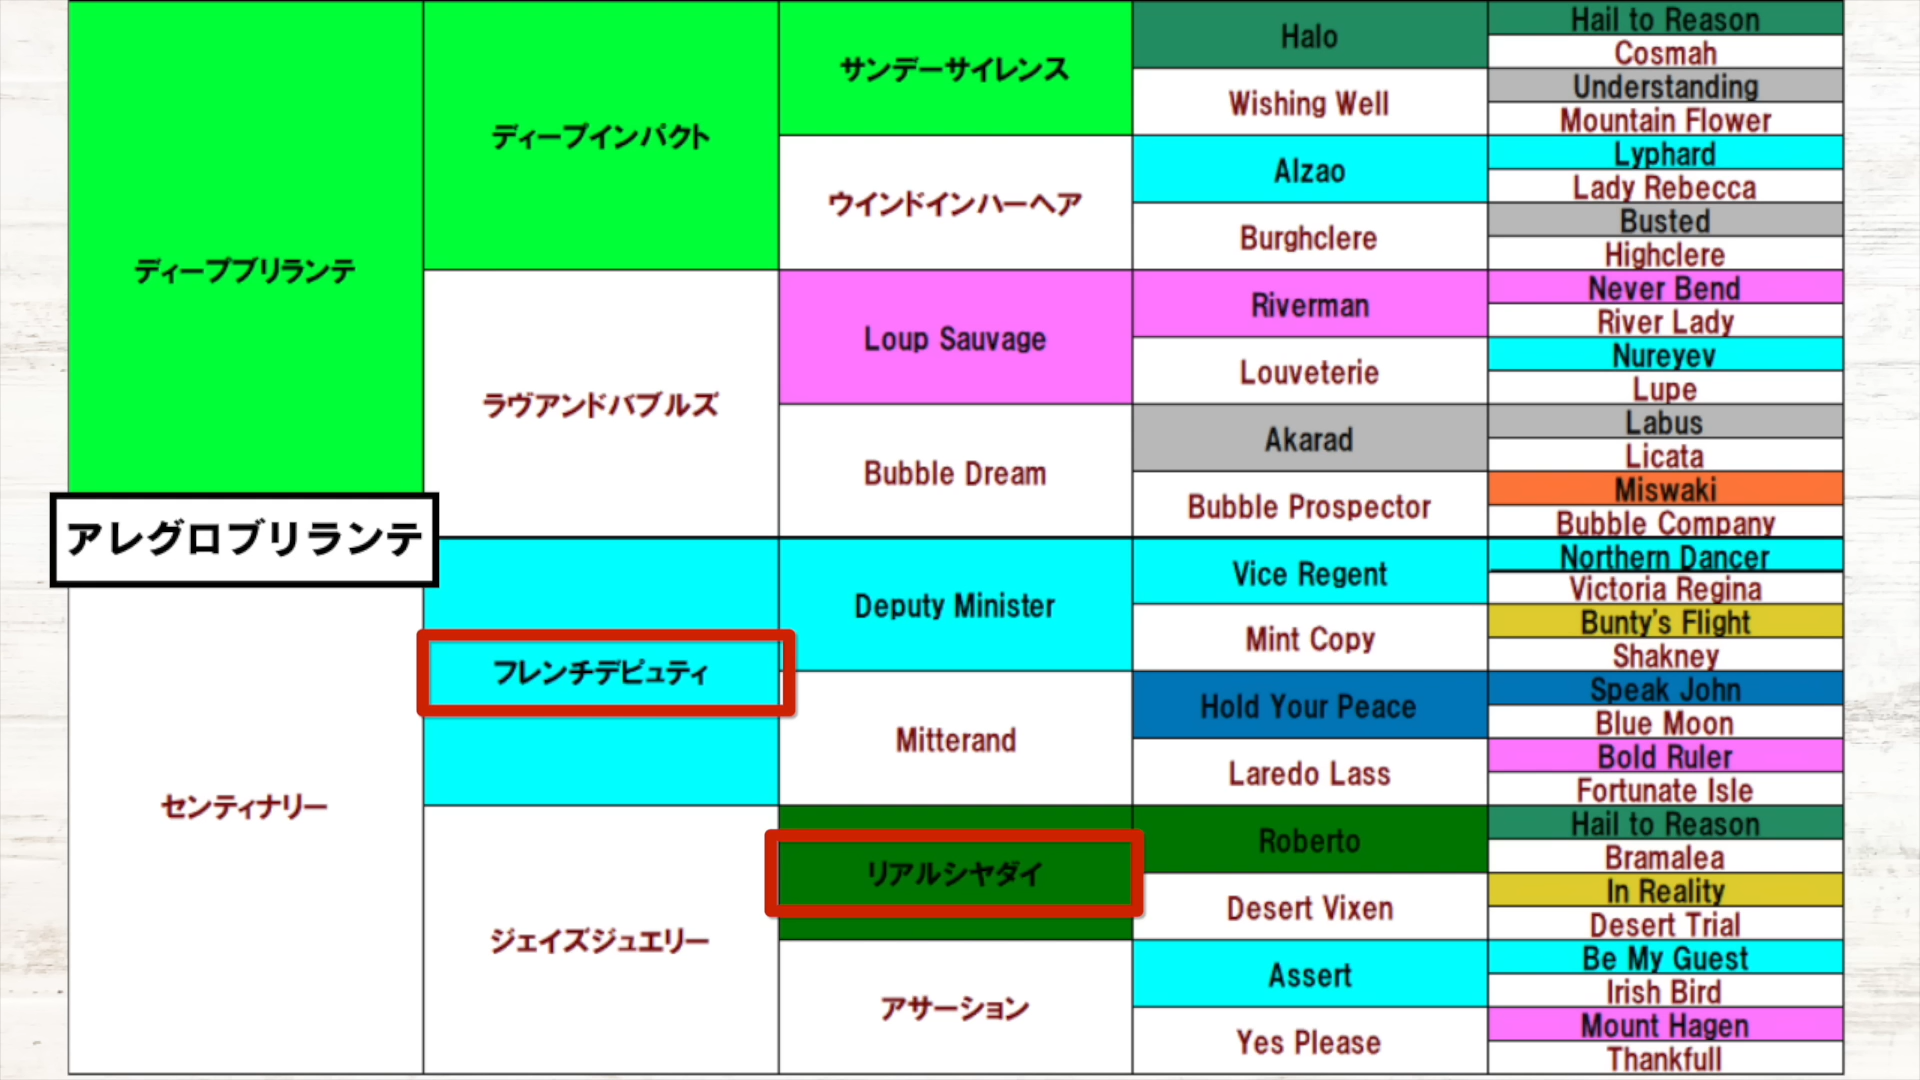 ディープブリランテ
ディープインパクト
サンデーサイレンス
Halo
Hail to Reason
Cosmah
Wishing Well
Understanding
Mountain Flower
ウインドインハーヘア
Alzao
Lyphard
Lady Rebecca
Burghclere
Busted
Highclere
ラヴアンドバブルズ
Loup Sauvage
Riverman
Never Bend
River Lady
Louveterie
Nureyev
Lupe
Bubble Dream
Akarad
Labus
Licata
Bubble Prospector
Miswaki
Bubble Company
アレグロブリランテ
センティナリー
フレンチデピュティ
Deputy Minister
Vice Regent
Northern Dancer
Victoria Regina
Mint Copy
Bunty's Flight
Shakney
Mitterand
Hold Your Peace
Speak John
Blue Moon
Laredo Lass
Bold Ruler
Fortunate Isle
ジェイズジュエリー
リアルシヤダイ
Roberto
Hail to Reason
Bramalea
Desert Vixen
In Reality
Desert Trial
アサーション
Assert
Be My Guest
Irish Bird
Yes Please
Mount Hagen
Thankfull